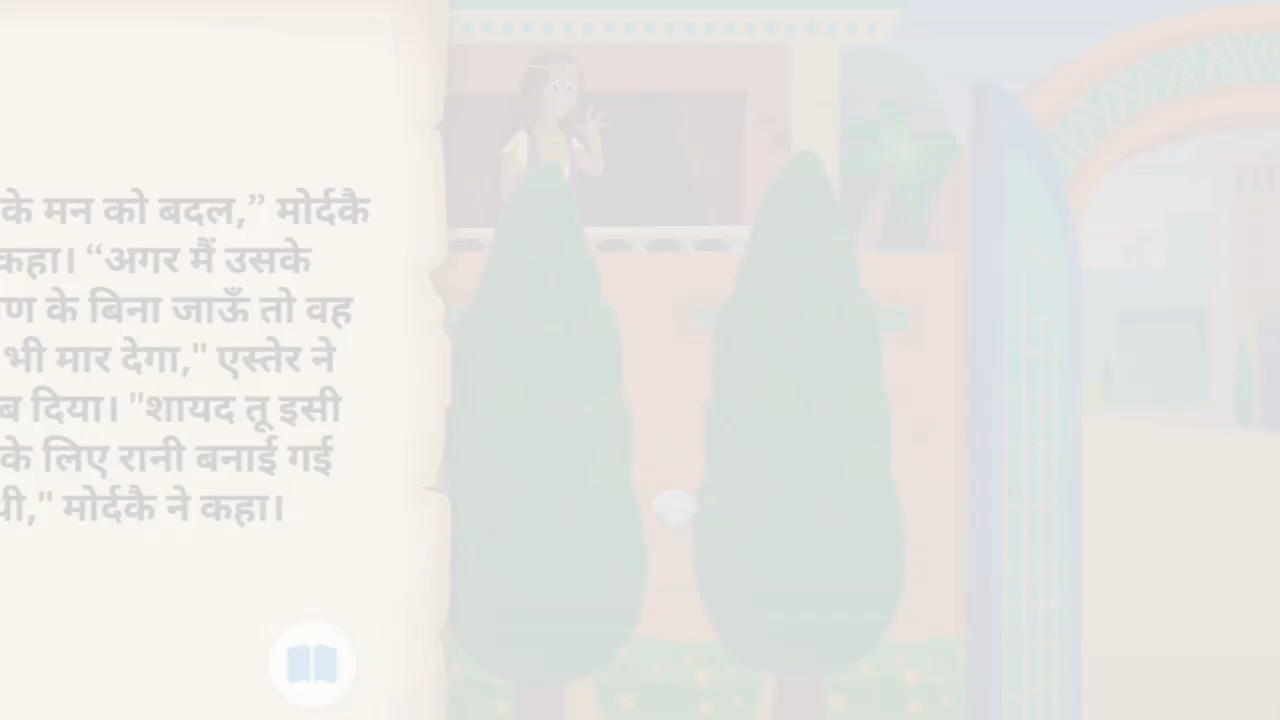 के मन को बदल,” मोर्दकै
कहा। “अगर मैं उसके
के बिना जाऊँ तो वह
भी मार देगा," एस्तेर ने
दिया। "शायद तू इसी
के लिए रानी बनाई गई
थी," मोर्दकै ने कहा।